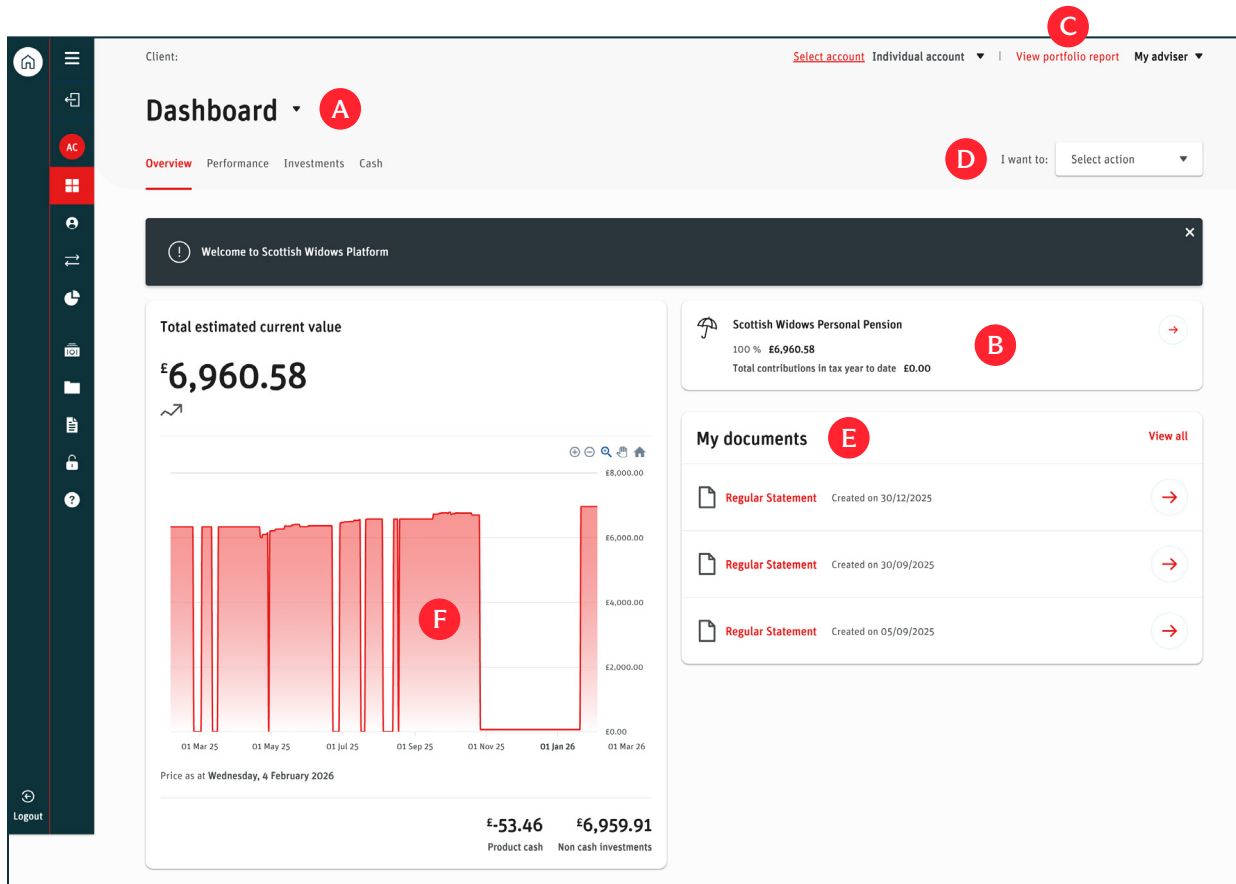 C
Client:
Select account Individual account | View portfolio report My adviser
Dashboard A
AC
Overview Performance Investments Cash
D I want to: Select action
Welcome to Scottish Widows Platform
Total estimated current value
£6,960.58
Scottish Widows Personal Pension
100 % £6,960.58
Total contributions in tax year to date £0.00
B
My documents E View all
Regular Statement Created on 30/12/2025
Regular Statement Created on 30/09/2025
Regular Statement Created on 05/09/2025
£8,000.00
£6,000.00
£4,000.00
£2,000.00
£0.00
F
01 Mar 25 01 May 25 01 Jul 25 01 Sep 25 01 Nov 25 01 Jan 26 01 Mar 26
Price as at Wednesday, 4 February 2026
£-53.46 £6,959.91
Product cash Non cash investments
Logout